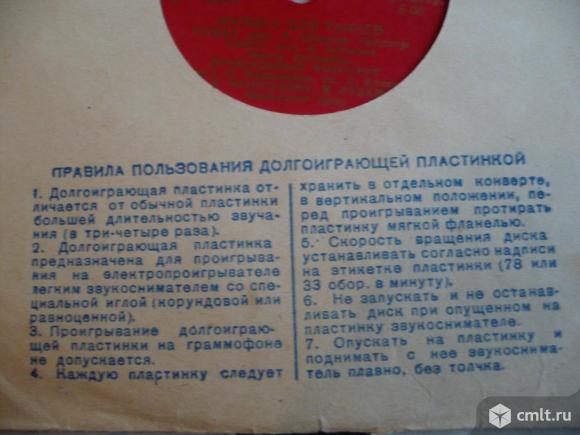 МУЗЫКА ДЛЯ ТАНЦЕВ
ПРАВИЛА ПОЛЬЗОВАНИЯ ДОЛГОИГРАЮЩЕЙ ПЛАСТИНКОЙ
1. Долгоиграющая пластинка от-
личается от обычной пластинки
большей длительностью звуча-
ния (в три-четыре раза).
2. Долгоиграющая пластинка
предназначена для проигрыва-
ния на электропроигрывателе
легким звукоснимателем со спе-
циальной иглой (корундовой или
равноценной).
3. Проигрывание долгоиграю-
щей пластинки на граммофоне
не допускается.
4. Каждую пластинку следует
хранить в отдельном конверте,
в вертикальном положении, пе-
ред проигрыванием протирать
пластинку мягкой фланелью.
5. Скорость вращения диска
устанавливать согласно надписи
на этикетке пластинки (78 или
33 обор. в минуту).
6. Не запускать и не останав-
ливать диск при опущенном на
пластинку звукоснимателе.
7. Опускать на пластинку и
поднимать с нее звукоснима-
тель плавно, без толчка.
cmlt.ru